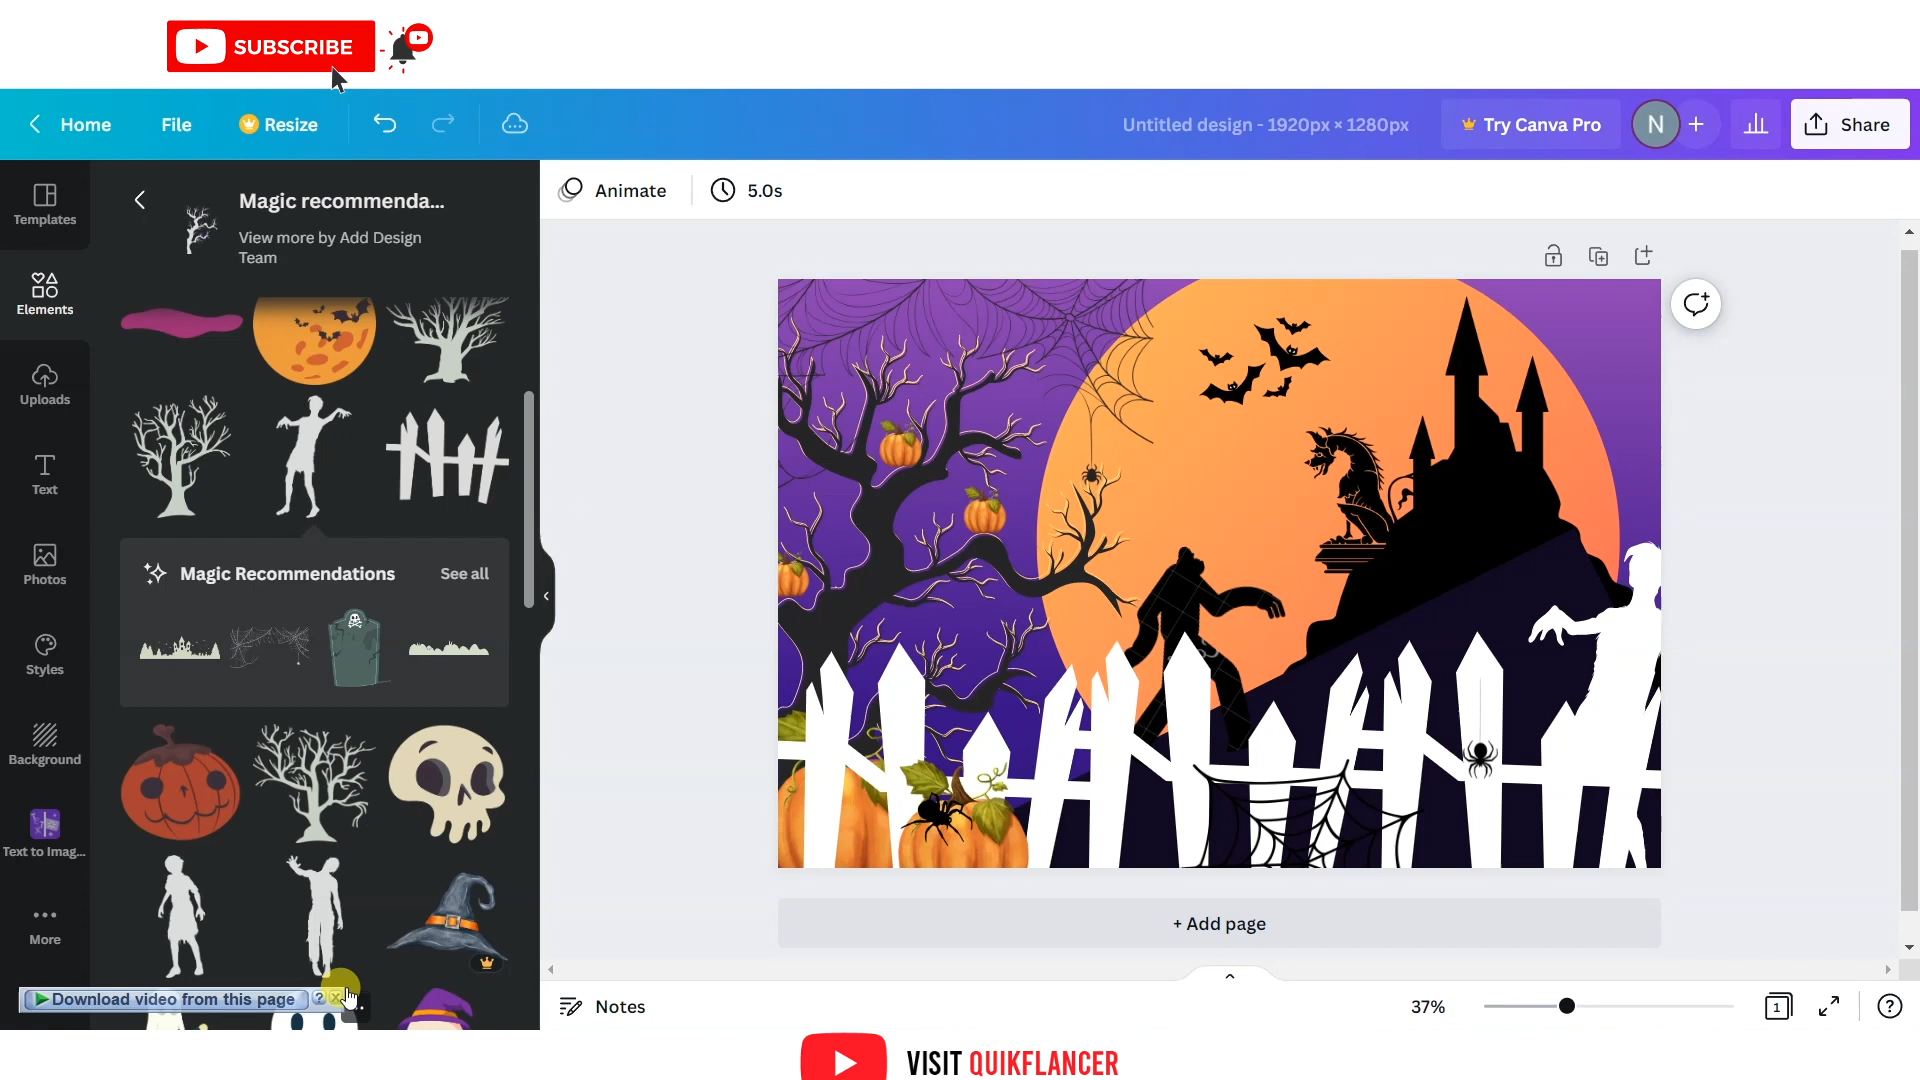 SUBSCRIBE
Home
File
Resize
Untitled design - 1920px × 1280px
Try Canva Pro
N
Share
Templates
Elements
Uploads
Text
Photos
Styles
Background
Text to Imag...
More
Magic recommenda...
View more by Add Design
Team
Magic Recommendations
See all
Animate
5.0s
+ Add page
Download video from this page
?
Notes
37%
1
?
VISIT QUIKFLANCER